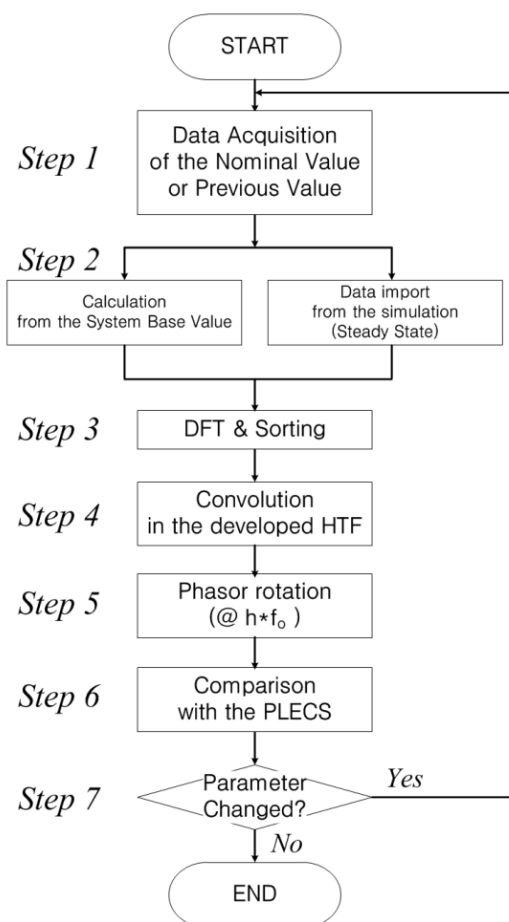 START
Step 1
Data Acquisition
of the Nominal Value
or Previous Value
Step 2
Calculation
from the System Base Value
Data import
from the simulation
(Steady State)
Step 3
DFT & Sorting
Step 4
Convolution
in the developed HTF
Step 5
Phasor rotation
(@ h*fₒ )
Step 6
Comparison
with the PLECS
Step 7
Parameter
Changed?
Yes
No
END